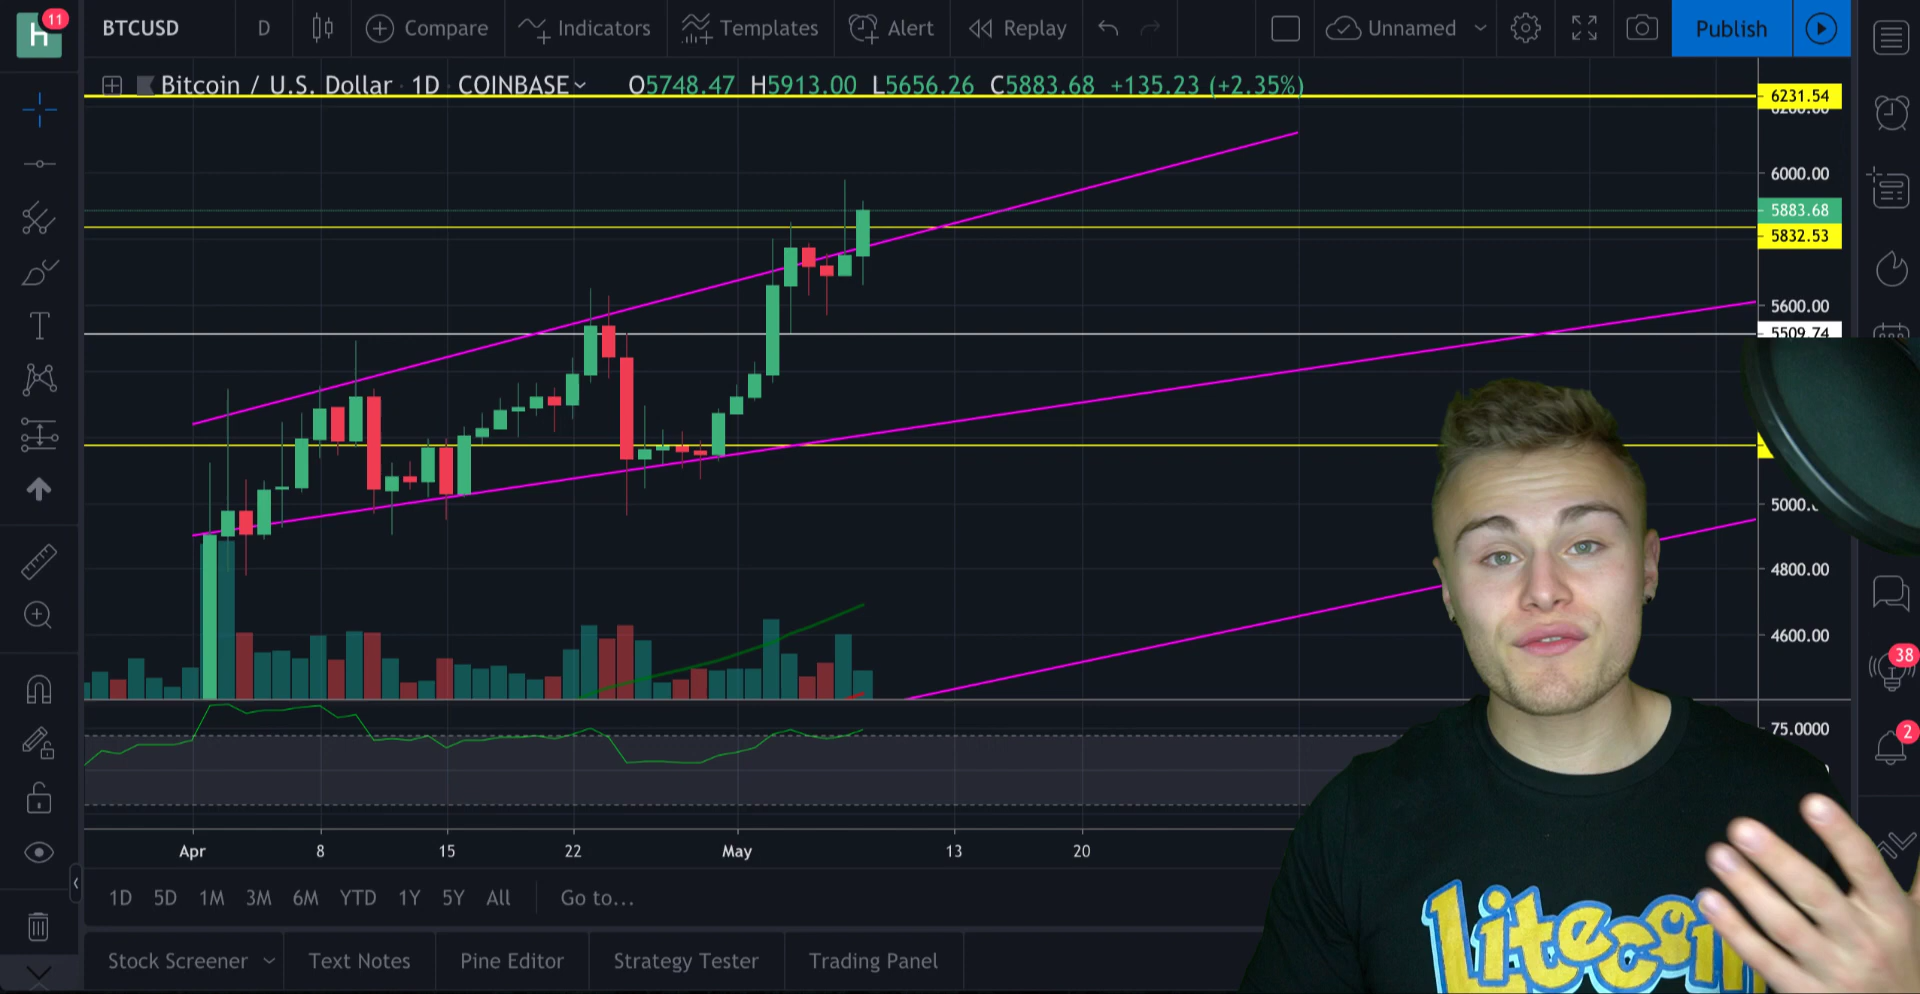 h 11
BTCUSD D Compare Indicators Templates Alert Replay Unnamed Publish
Bitcoin / U.S. Dollar · 1D · COINBASE O5748.47 H5913.00 L5656.26 C5883.68 +135.23 (+2.35%)
6231.54
6000.00
5883.68
5832.53
5600.00
5509.74
5000.
4800.00
4600.00
38
75.0000
2
Apr 8 15 22 May 13 20
1D 5D 1M 3M 6M YTD 1Y 5Y All Go to...
Stock Screener Text Notes Pine Editor Strategy Tester Trading Panel
T
Litecoin